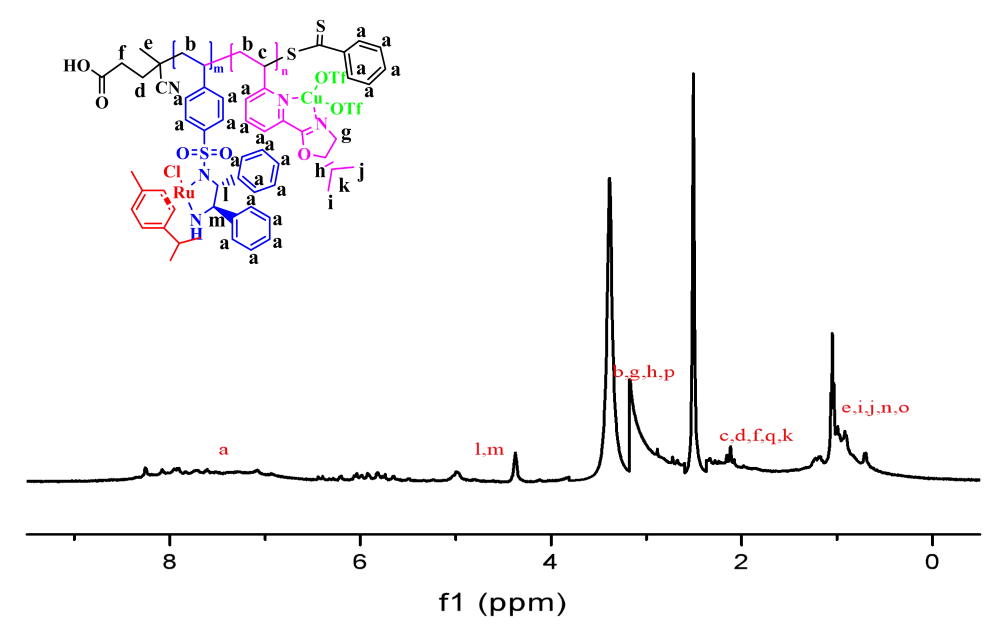 S
e b b a a
f m c n S a
HO a
O d CN a OTf a
a a a N Cu
a a a OTf
N
a a g
O=S=O a O
Cl N a a h j
Ru a a k
l a i
N m a a
H a a
a
b,g,h,p
e,i,j,n,o
a l,m c,d,f,q,k
8 6 4 2 0
f1 (ppm)